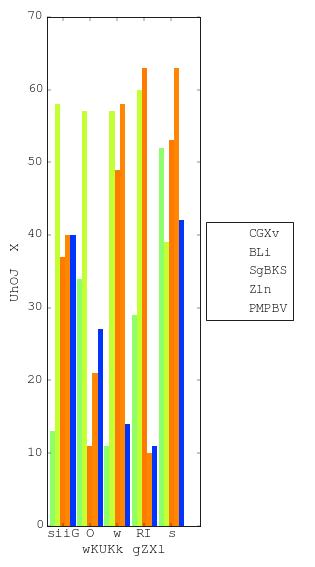 70
60
50
40
30
20
10
0
UhOJ X
siiG O w RI s
wKUKk gZXl
CGXv
BLi
SgBKS
Zln
PMPBV